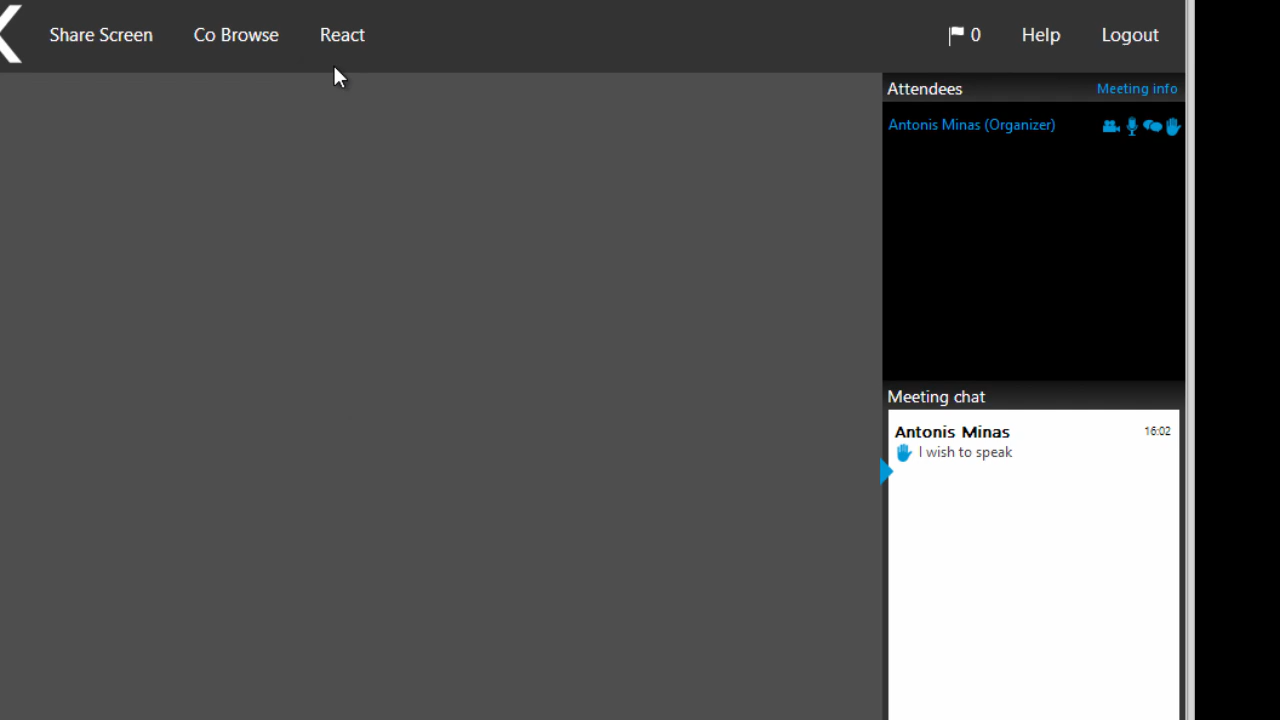 Share Screen Co Browse React 0 Help Logout
Attendees Meeting info
Antonis Minas (Organizer)
Meeting chat
Antonis Minas 16:02
I wish to speak